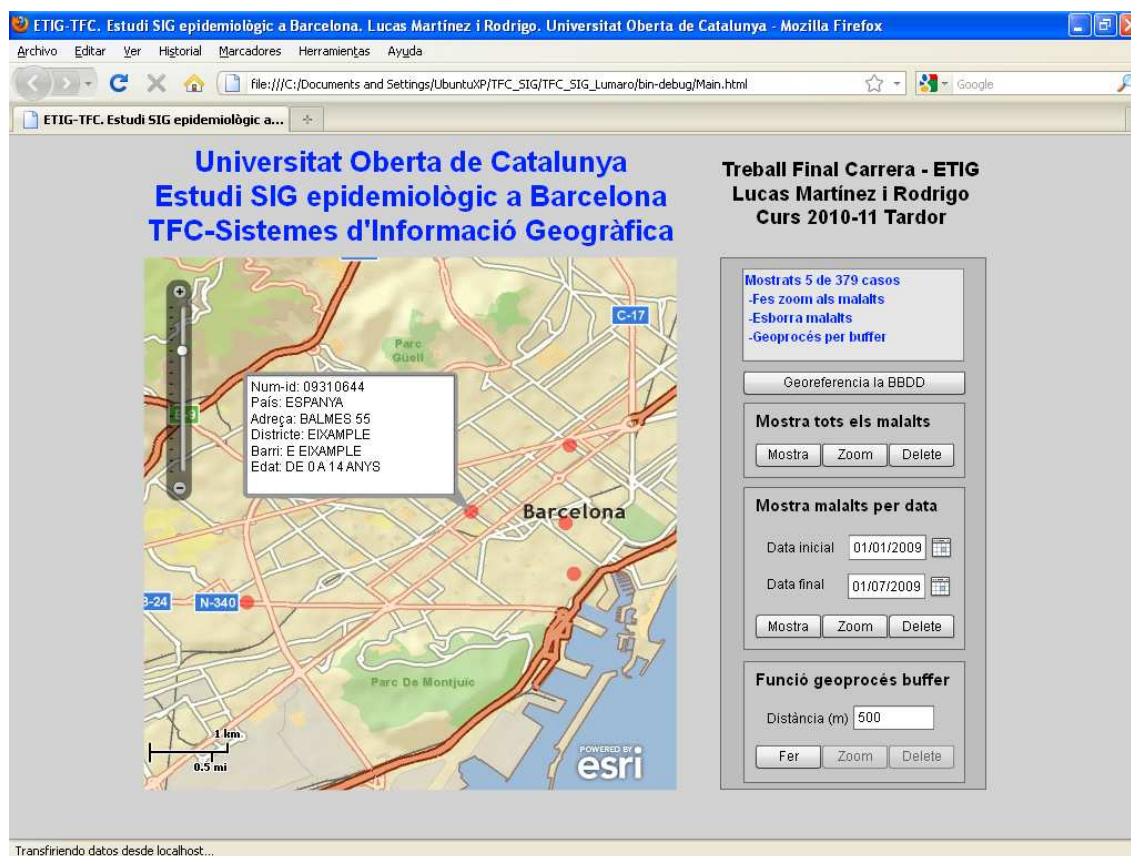 ETIG-TFC. Estudi SIG epidemiològic a Barcelona. Lucas Martínez i Rodrigo. Universitat Oberta de Catalunya - Mozilla Firefox
Archivo Editar Ver Historial Marcadores Herramientas Ayuda
file:///C:/Documents and Settings/UbuntuXP/TFC_SIG/TFC_SIG_Lumaro/bin-debug/Main.html
Google
ETIG-TFC. Estudi SIG epidemiològic a...
Universitat Oberta de Catalunya
Estudi SIG epidemiològic a Barcelona
TFC-Sistemes d'Informació Geogràfica
Treball Final Carrera - ETIG
Lucas Martínez i Rodrigo
Curs 2010-11 Tardor
C-17
Parc
Güell
E-9
Num-id: 09310644
País: ESPANYA
Adreça: BALMES 55
Districte: EIXAMPLE
Barri: E EIXAMPLE
Edat: DE 0 A 14 ANYS
Barcelona
B-24
N-340
Parc De Montjuïc
1 km.
0.5 mi
POWERED BY
esri
Mostrats 5 de 379 casos
-Fes zoom als malalts
-Esborra malalts
-Geoprocés per buffer
Georeferencia la BBDD
Mostra tots els malalts
Mostra Zoom Delete
Mostra malalts per data
Data inicial 01/01/2009
Data final 01/07/2009
Mostra Zoom Delete
Funció geoprocés buffer
Distància (m) 500
Fer Zoom Delete
Transfiriendo datos desde localhost...